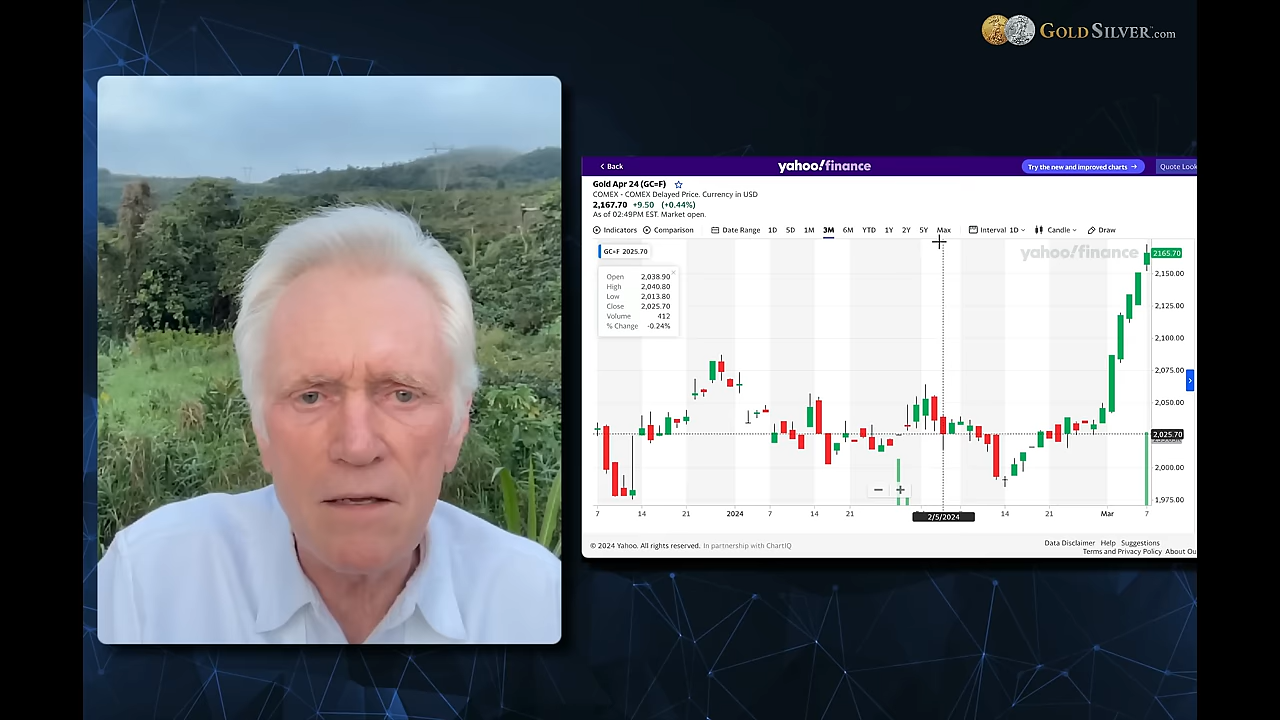 GOLDSILVER.com
Back
yahoo!finance
Try the new and improved charts →
Quote Look
Gold Apr 24 (GC=F)
COMEX - COMEX Delayed Price. Currency in USD
2,167.70 +9.50 (+0.44%)
As of 02:49PM EST. Market open.
Indicators Comparison Date Range 1D 5D 1M 3M 6M YTD 1Y 2Y 5Y Max Interval 1D Candle Draw
GC=F 2025.70
yahoo!finance
2165.70
Open 2,038.90
High 2,040.80
Low 2,013.80
Close 2,025.70
Volume 412
% Change -0.24%
2,150.00
2,125.00
2,100.00
2,075.00
2,050.00
2,025.70
2,000.00
1,975.00
7 14 21 2024 7 14 21 2/5/2024 14 21 Mar 7
© 2024 Yahoo. All rights reserved. In partnership with ChartIQ
Data Disclaimer Help Suggestions
Terms and Privacy Policy About Ou